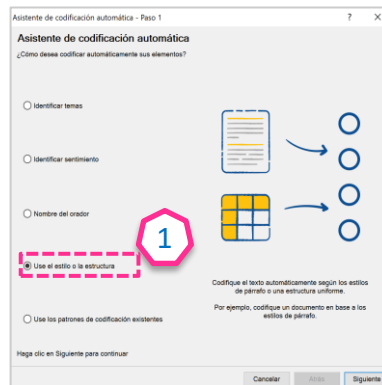 Asistente de codificación automática - Paso 1
? X
Asistente de codificación automática
¿Cómo desea codificar automáticamente sus elementos?
Identificar temas
Identificar sentimiento
Nombre del orador
1
Use el estilo o la estructura
Codifique el texto automáticamente según los estilos
de párrafo o una estructura uniforme.
Por ejemplo, codifique un documento en base a los
estilos de párrafo.
Use los patrones de codificación existentes
Haga clic en Siguiente para continuar
Cancelar Atrás Siguiente